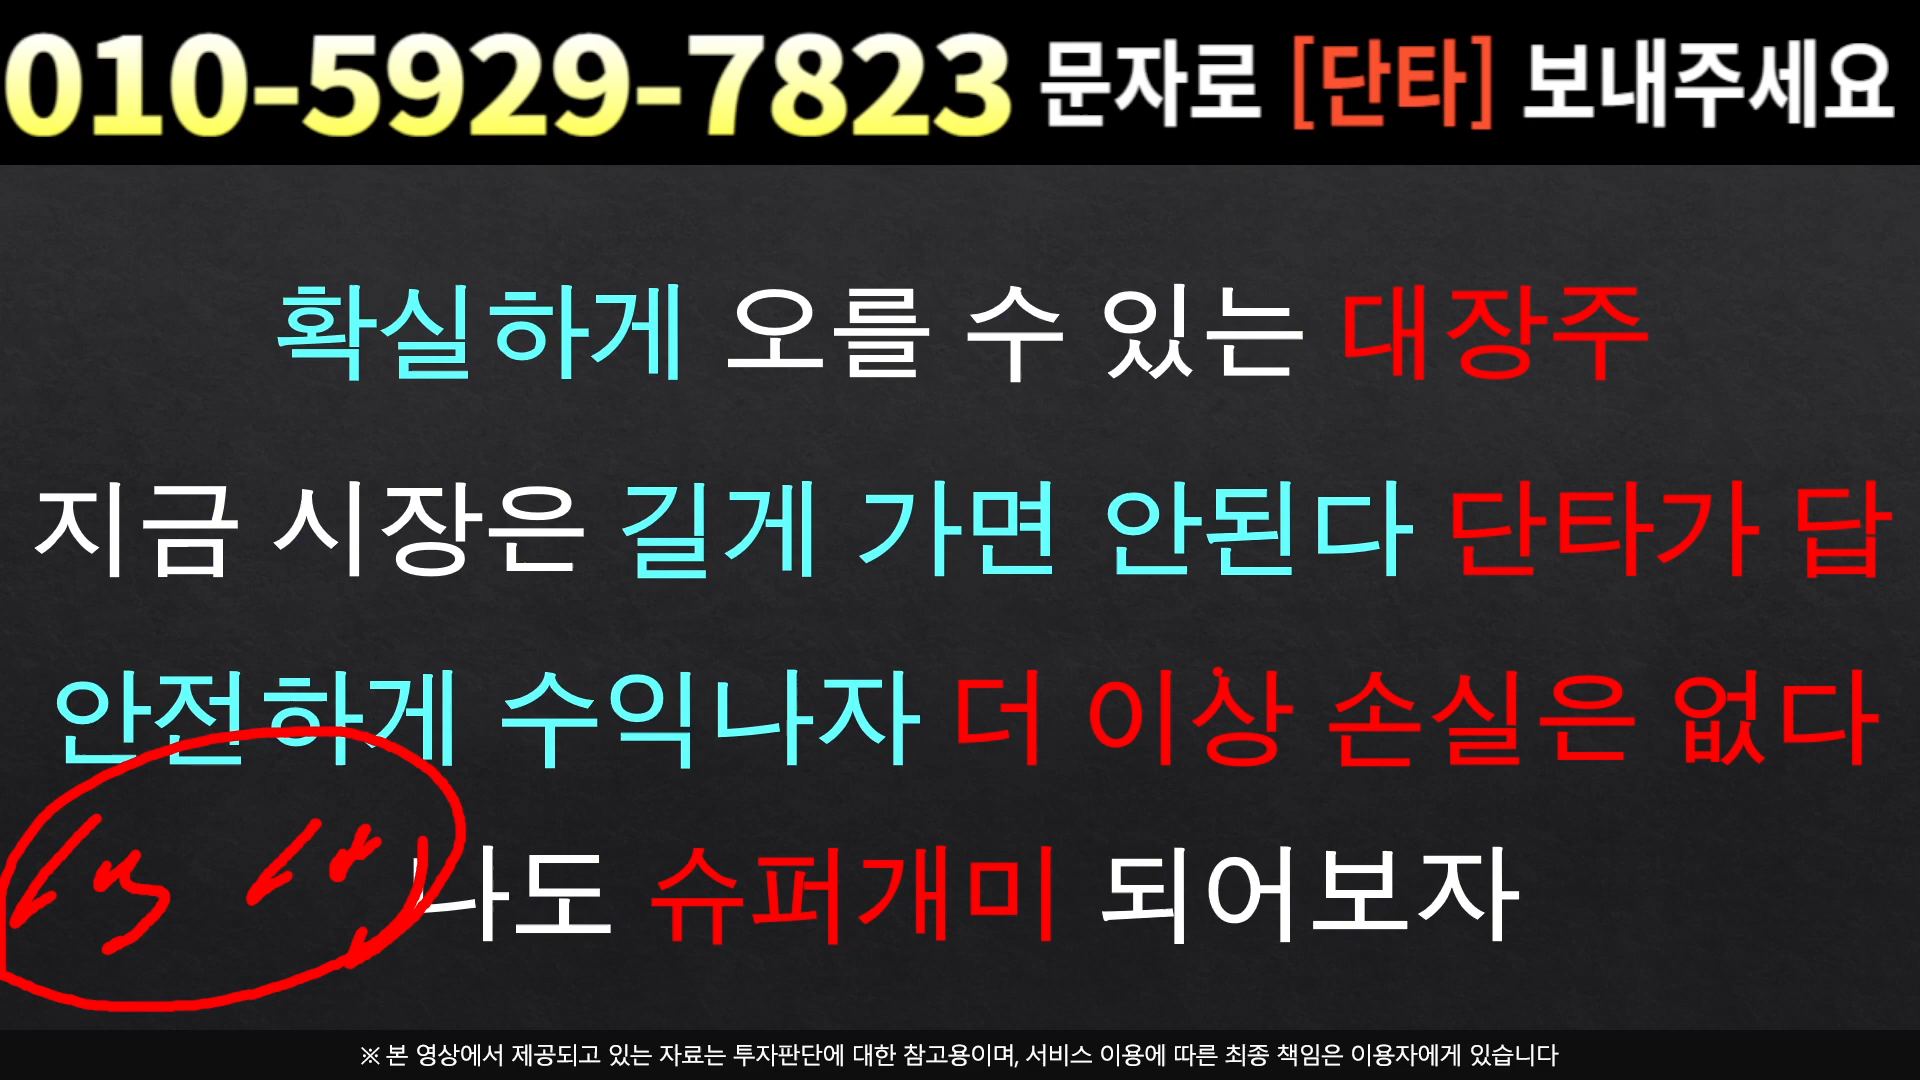 010-5929-7823 문자로 [단타] 보내주세요
확실하게 오를 수 있는 대장주
지금 시장은 길게 가면 안된다 단타가 답
안전하게 수익나자 더 이상 손실은 없다
나도 슈퍼개미 되어보자
※ 본 영상에서 제공되고 있는 자료는 투자판단에 대한 참고용이며, 서비스 이용에 따른 최종 책임은 이용자에게 있습니다